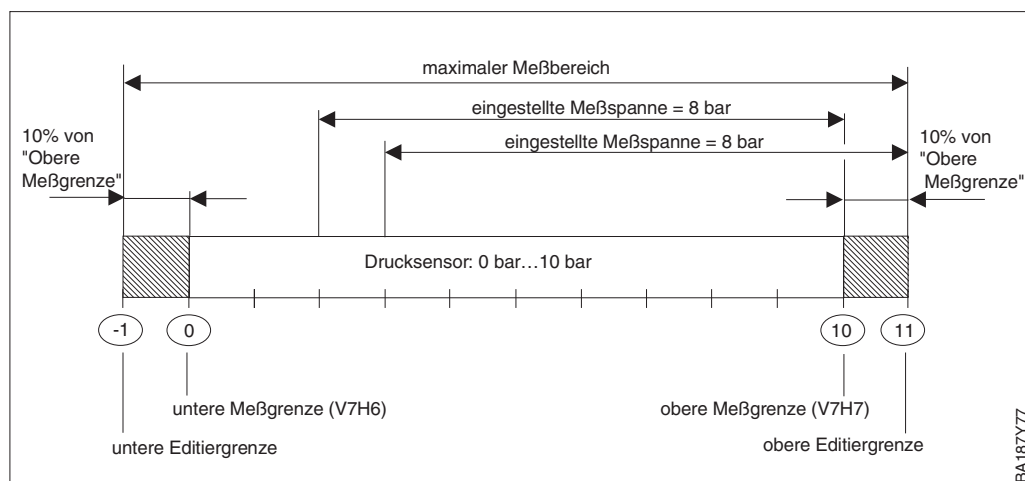 maximaler Meßbereich
eingestellte Meßspanne = 8 bar
10% von
"Obere
Meßgrenze"
eingestellte Meßspanne = 8 bar
10% von
"Obere
Meßgrenze"
Drucksensor: 0 bar…10 bar
-1
0
10
11
untere Meßgrenze (V7H6)
obere Meßgrenze (V7H7)
untere Editiergrenze
obere Editiergrenze
BA187Y77